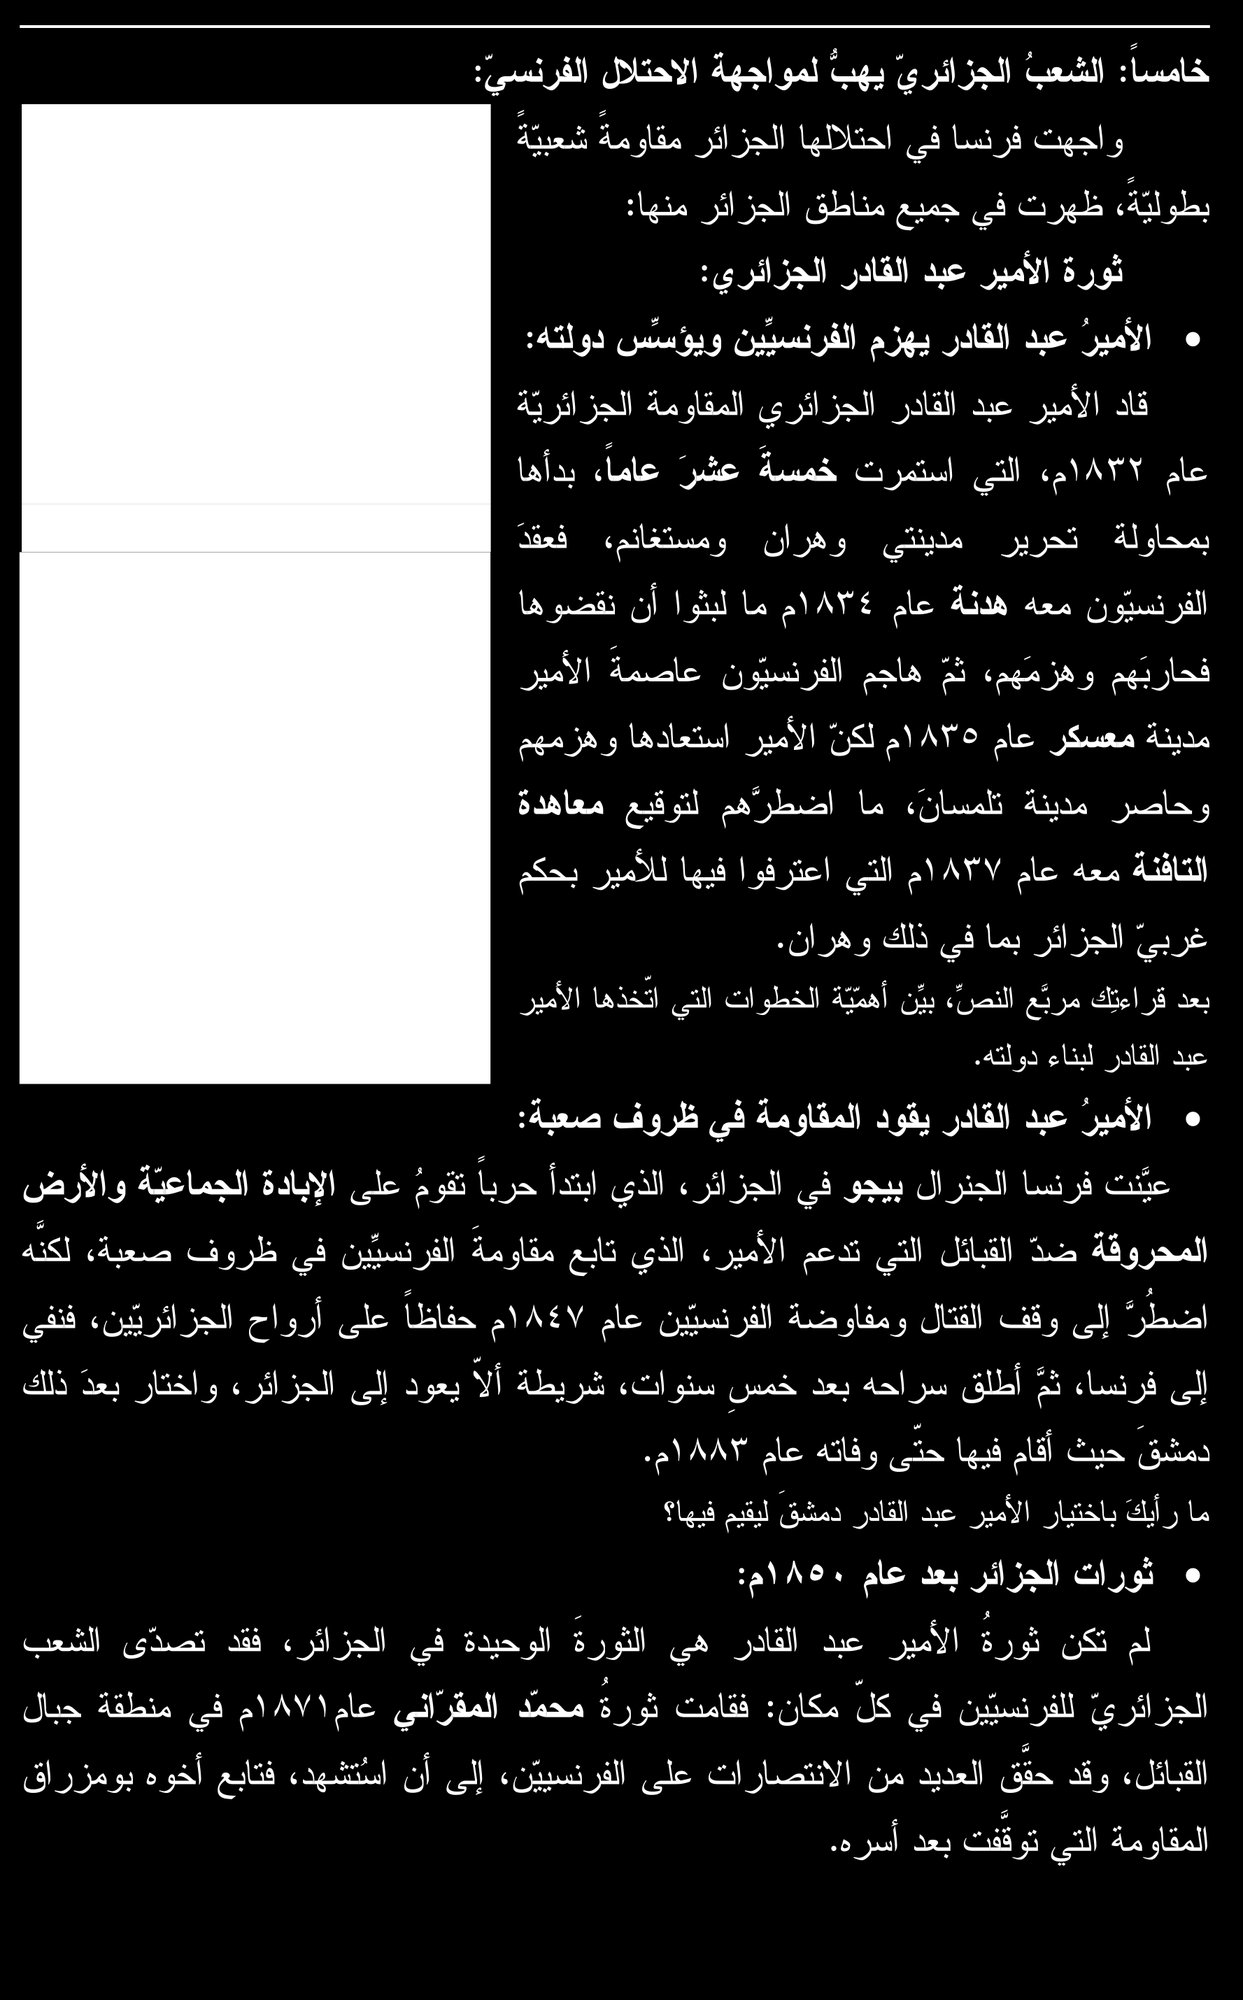 خامساً: الشعبُ الجزائريّ يهبُّ لمواجهة الاحتلال الفرنسيّ:
واجهت فرنسا في احتلالها الجزائر مقاومةً شعبيّةً
بطوليّةً، ظهرت في جميع مناطق الجزائر منها:
ثورة الأمير عبد القادر الجزائري:
• الأميرُ عبد القادر يهزم الفرنسيِّين ويؤسِّس دولته:
قاد الأمير عبد القادر الجزائري المقاومة الجزائريّة
عام ١٨٣٢م، التي استمرت خمسةَ عشرَ عاماً، بدأها
بمحاولة تحرير مدينتي وهران ومستغانم، فعقدَ
الفرنسيّون معه هدنة عام ١٨٣٤م ما لبثوا أن نقضوها
فحاربَهم وهزمَهم، ثمّ هاجم الفرنسيّون عاصمةَ الأمير
مدينة معسكر عام ١٨٣٥م لكنّ الأمير استعادها وهزمهم
وحاصر مدينة تلمسانَ، ما اضطرَّهم لتوقيع معاهدة
التافنة معه عام ١٨٣٧م التي اعترفوا فيها للأمير بحكم
غربيّ الجزائر بما في ذلك وهران.
بعد قراءتِك مربَّع النصِّ، بيِّن أهمّيّة الخطوات التي اتّخذها الأمير
عبد القادر لبناء دولته.
• الأميرُ عبد القادر يقود المقاومة في ظروف صعبة:
عيَّنت فرنسا الجنرال بيجو في الجزائر، الذي ابتدأ حرباً تقومُ على الإبادة الجماعيّة والأرض
المحروقة ضدّ القبائل التي تدعم الأمير، الذي تابع مقاومةَ الفرنسيِّين في ظروف صعبة، لكنَّه
اضطُرَّ إلى وقف القتال ومفاوضة الفرنسيّين عام ١٨٤٧م حفاظاً على أرواح الجزائريّين، فنفي
إلى فرنسا، ثمَّ أطلق سراحه بعد خمسِ سنوات، شريطة ألاّ يعود إلى الجزائر، واختار بعدَ ذلك
دمشقَ حيث أقام فيها حتّى وفاته عام ١٨٨٣م.
ما رأيكَ باختيار الأمير عبد القادر دمشقَ ليقيم فيها؟
• ثورات الجزائر بعد عام ١٨٥٠م:
لم تكن ثورةُ الأمير عبد القادر هي الثورةَ الوحيدة في الجزائر، فقد تصدّى الشعب
الجزائريّ للفرنسيّين في كلّ مكان: فقامت ثورةُ محمّد المقرّاني عام١٨٧١م في منطقة جبال
القبائل، وقد حقَّق العديد من الانتصارات على الفرنسييّن، إلى أن استُشهد، فتابع أخوه بومزراق
المقاومة التي توقَّفت بعد أسره.